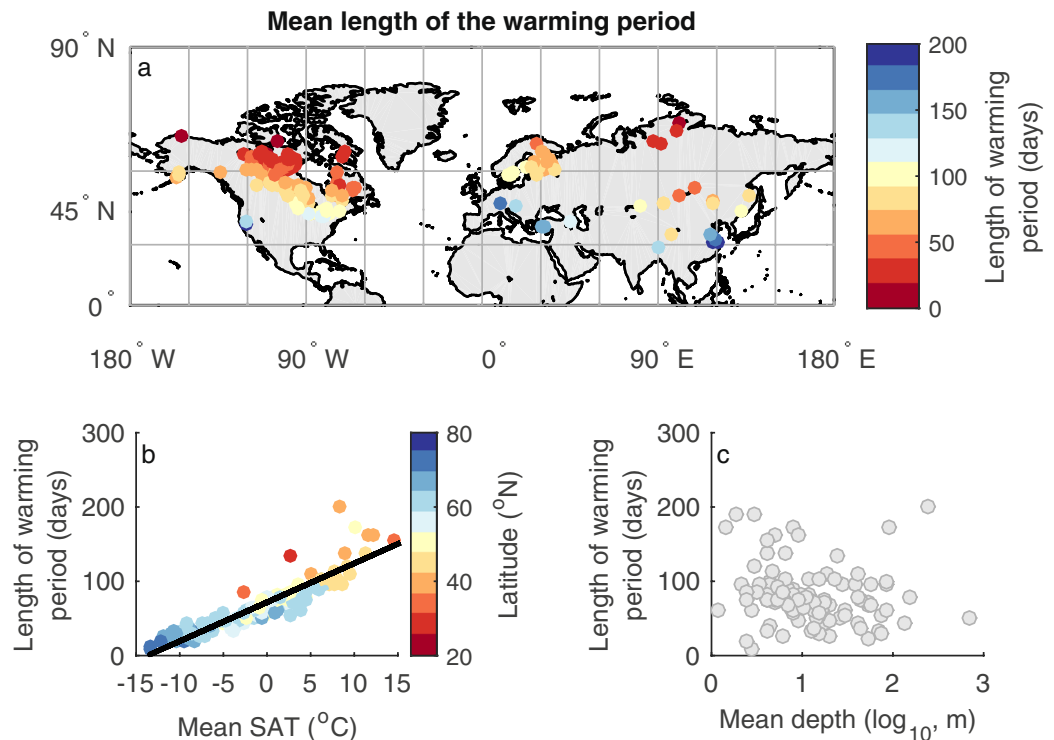 Mean length of the warming period
90° N
a
45° N
0°
180° W
90° W
0°
90° E
180° E
200
150
100
50
0
Length of warming
period (days)
300
200
100
0
Length of warming
period (days)
b
-15 -10 -5 0 5 10 15
Mean SAT (°C)
80
60
40
20
Latitude (°N)
300
200
100
0
Length of warming
period (days)
c
0 1 2 3
Mean depth (log10, m)